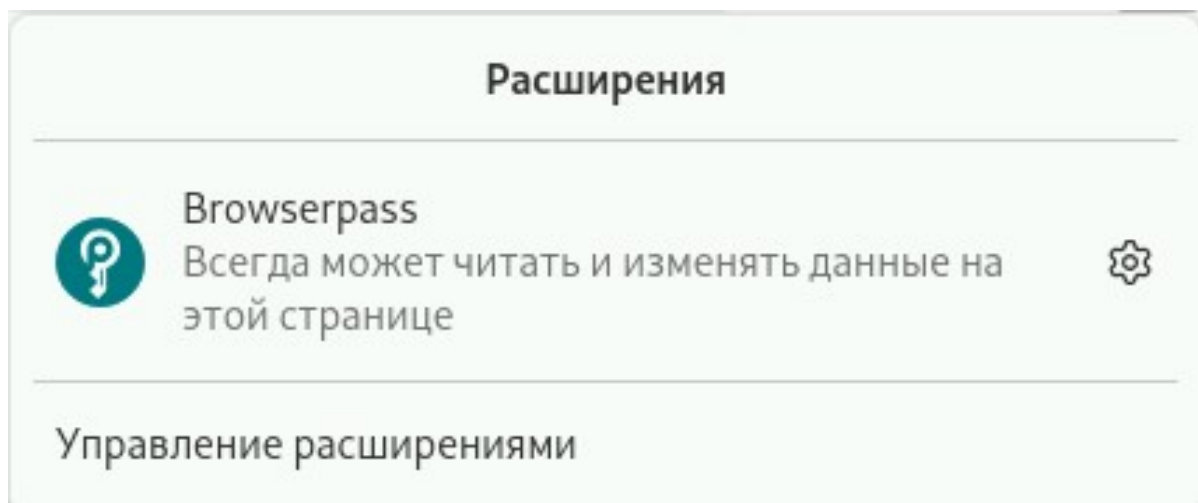 Расширения
Browserpass
Всегда может читать и изменять данные на
этой странице
Управление расширениями